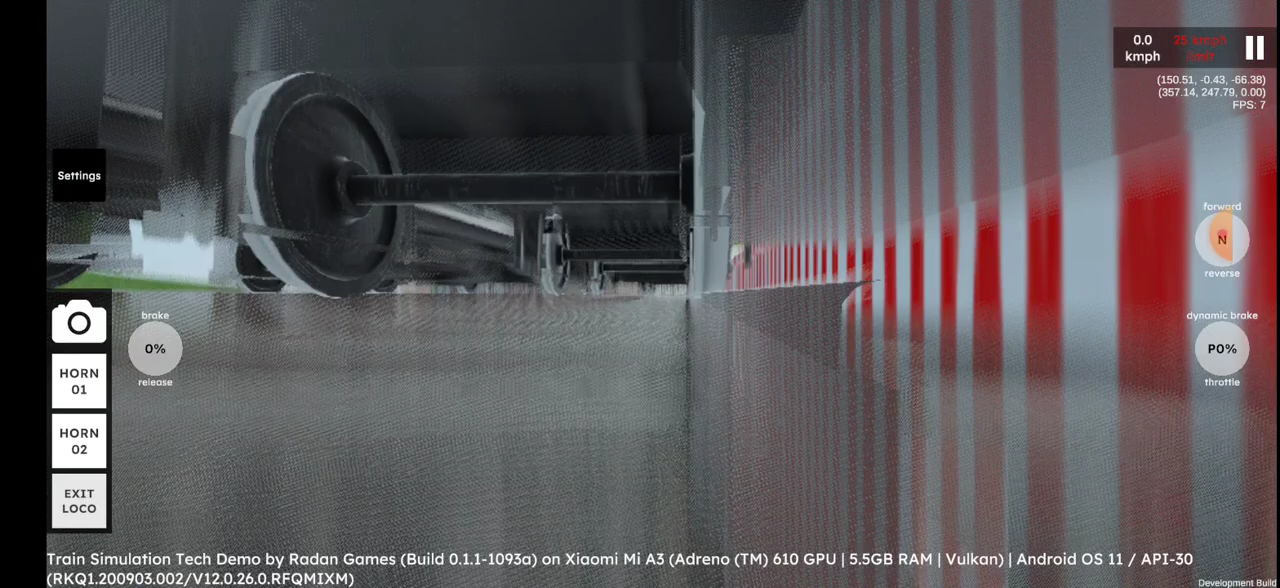 0.0
kmph
25 kmph
limit
(150.51, -0.43, -66.38)
(357.14, 247.79, 0.00)
FPS: 7
Settings
forward
N
reverse
brake
0%
release
dynamic brake
P0%
throttle
HORN
01
HORN
02
EXIT
LOCO
Train Simulation Tech Demo by Radan Games (Build 0.1.1-1093a) on Xiaomi Mi A3 (Adreno (TM) 610 GPU | 5.5GB RAM | Vulkan) | Android OS 11 / API-30
(RKQ1.200903.002/V12.0.26.0.RFQMIXM)
Development Build